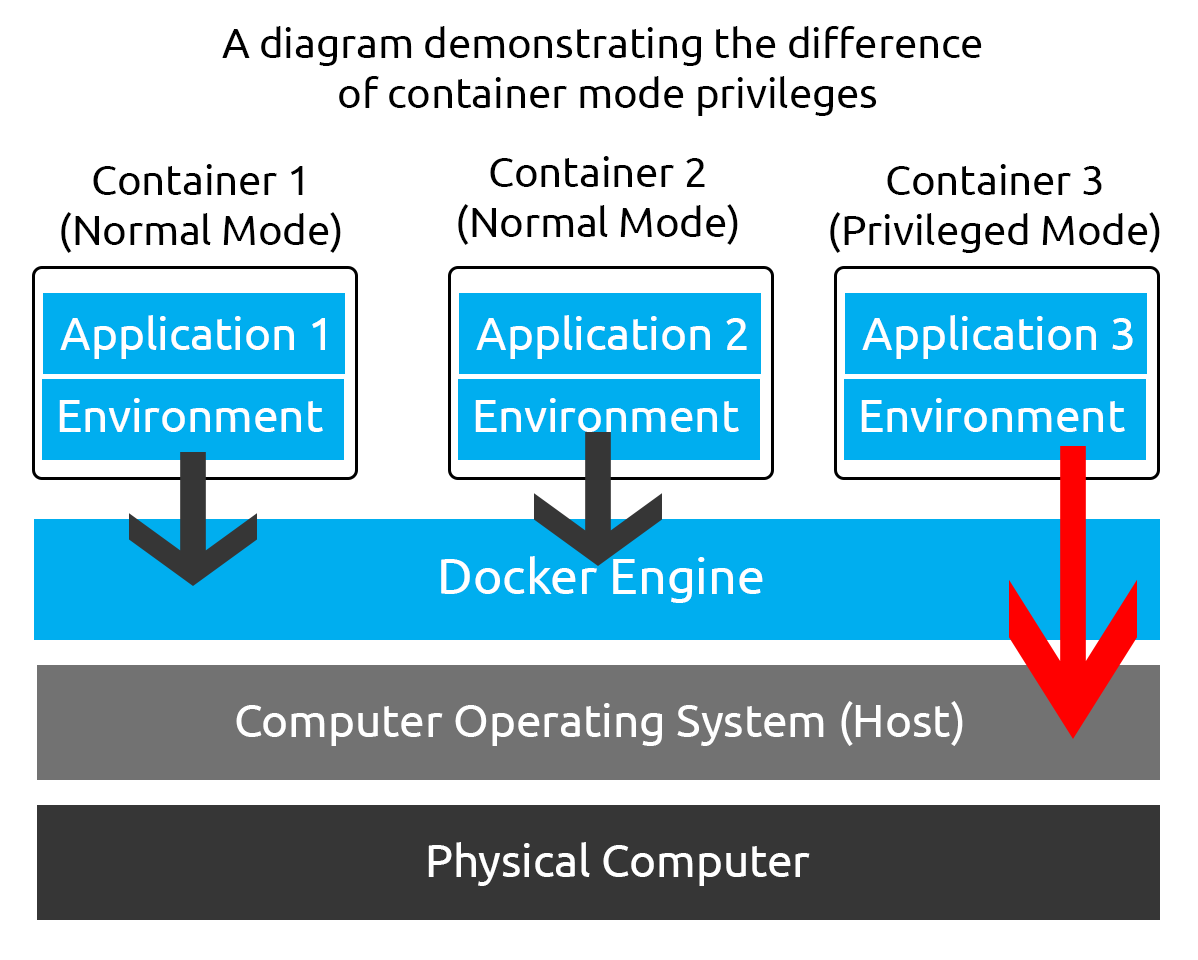 A diagram demonstrating the difference
of container mode privileges
Container 1
(Normal Mode)
Container 2
(Normal Mode)
Container 3
(Privileged Mode)
Application 1
Environment
Application 2
Environment
Application 3
Environment
Docker Engine
Computer Operating System (Host)
Physical Computer